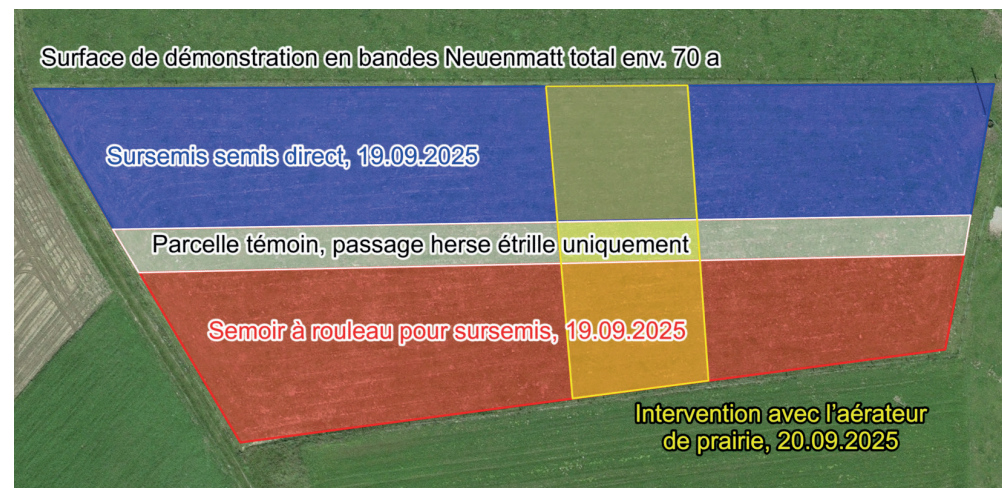 Surface de démonstration en bandes Neuenmatt total env. 70 a
Sursemis semis direct, 19.09.2025
Parcelle témoin, passage herse étrille uniquement
Semoir à rouleau pour sursemis, 19.09.2025
Intervention avec l'aérateur
de prairie, 20.09.2025